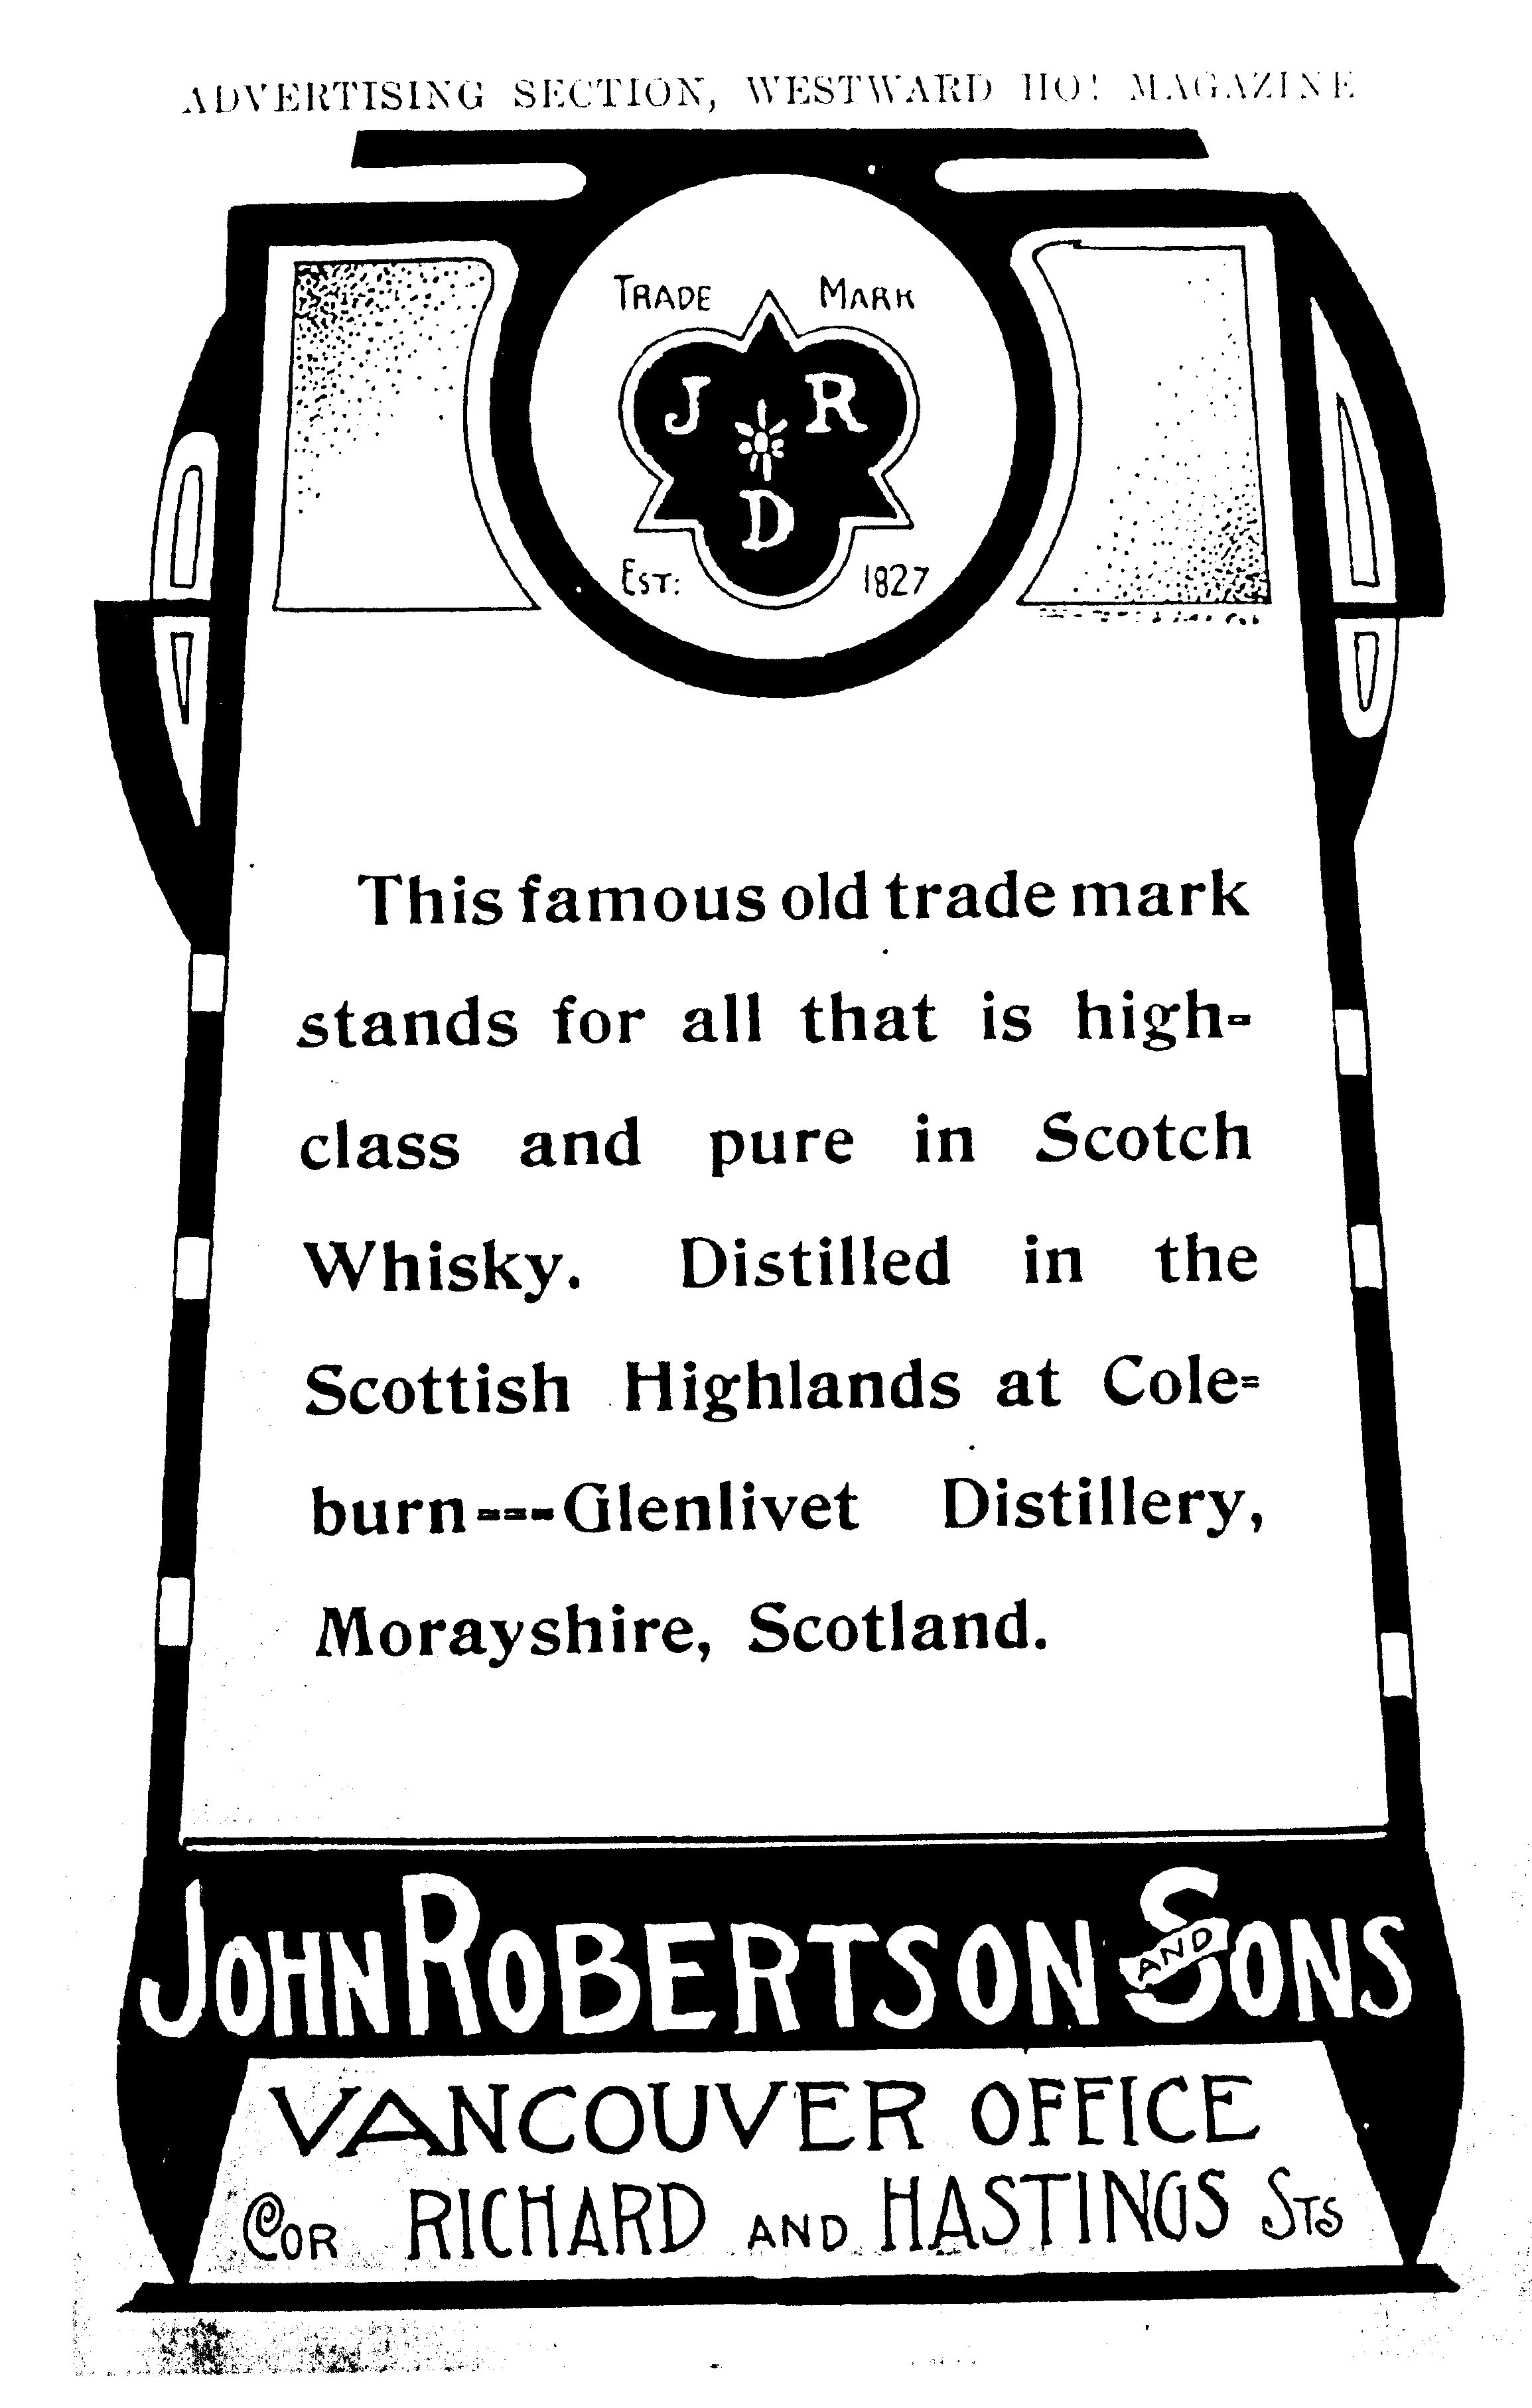 ADVERTISING SECTION, WESTWARD HO! MAGAZINE
TRADE MARK
J R
D
EST: 1827
This famous old trade mark
stands for all that is high-
class and pure in Scotch
Whisky. Distilled in the
Scottish Highlands at Cole-
burn---Glenlivet Distillery,
Morayshire, Scotland.
JOHN ROBERTSON AND SONS
VANCOUVER OFFICE
COR RICHARD AND HASTINGS STS